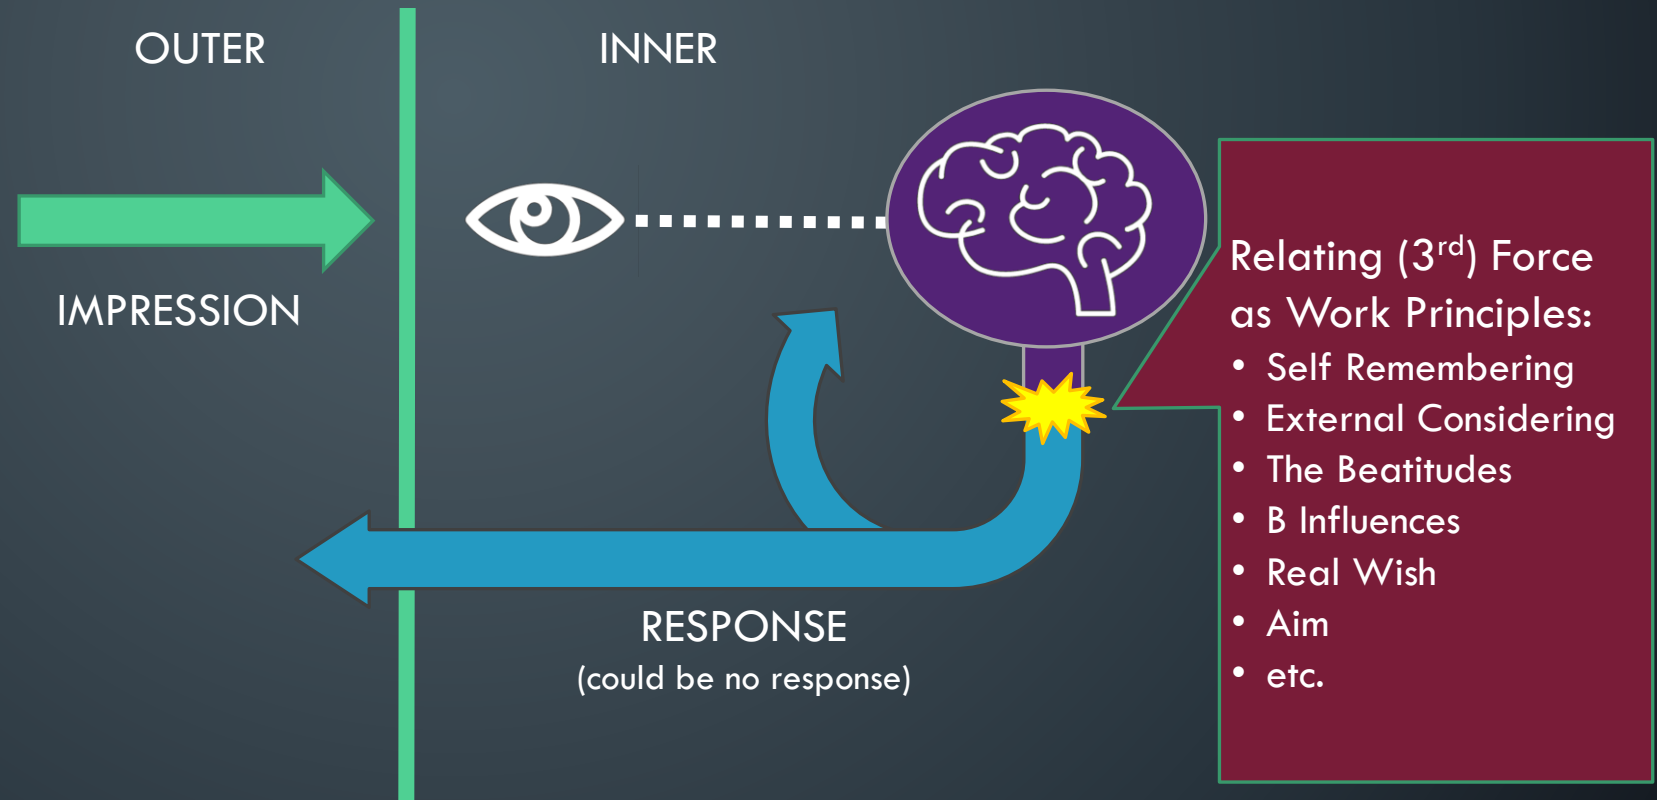 OUTER
INNER
IMPRESSION
Relating (3rd) Force
as Work Principles:
• Self Remembering
• External Considering
• The Beatitudes
• B Influences
• Real Wish
• Aim
• etc.
RESPONSE
(could be no response)